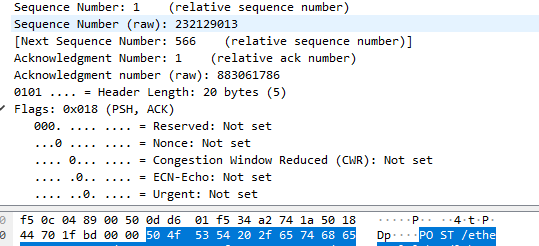 Sequence Number: 1    (relative sequence number)
Sequence Number (raw): 232129013
[Next Sequence Number: 566    (relative sequence number)]
Acknowledgment Number: 1    (relative ack number)
Acknowledgment number (raw): 883061786
0101 .... = Header Length: 20 bytes (5)
Flags: 0x018 (PSH, ACK)
000. .... .... = Reserved: Not set
...0 .... .... = Nonce: Not set
.... 0... .... = Congestion Window Reduced (CWR): Not set
.... .0.. .... = ECN-Echo: Not set
.... ..0. .... = Urgent: Not set
0 f5 0c 04 89 00 50 0d d6  01 f5 34 a2 74 1a 50 18 ·····P·· ··4·t·P·
0 44 70 1f bd 00 00 50 4f  53 54 20 2f 65 74 68 65 Dp····PO ST /ethe